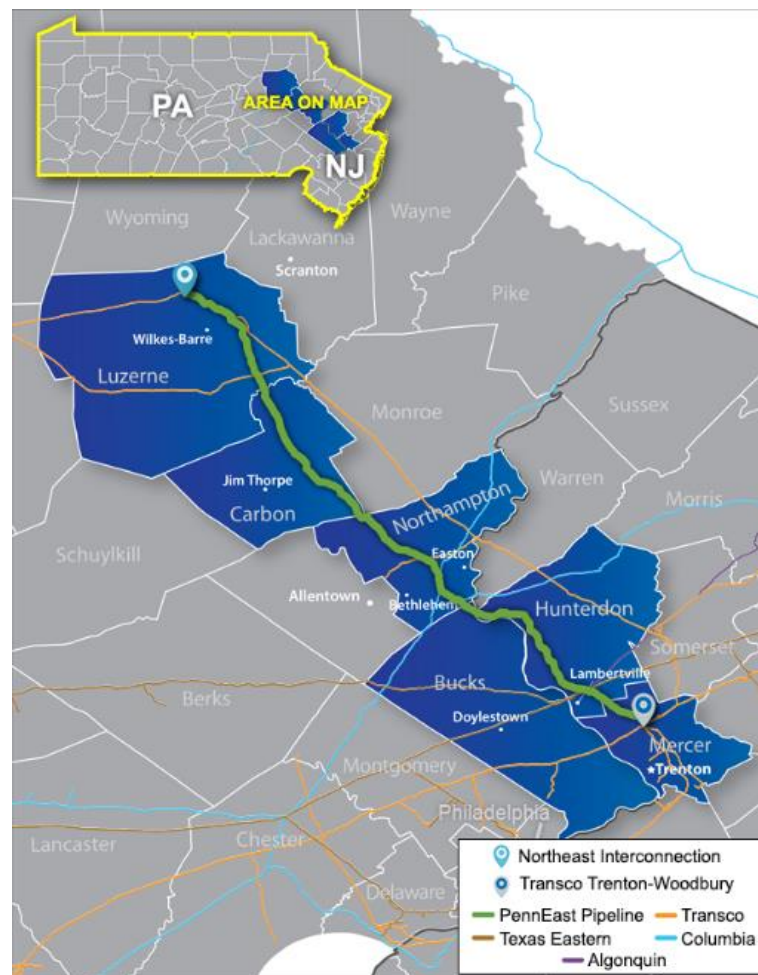 PA
AREA ON MAP
NJ
Wyoming
Wayne
Lackawanna
Scranton
Pike
Wilkes-Barre
Luzerne
Monroe
Sussex
Jim Thorpe
Carbon
Northampton
Warren
Morris
Schuylkill
Easton
Allentown
Bethlehem
Hunterdon
Somerset
Lambertville
Bucks
Berks
Doylestown
Mercer
Trenton
Montgomery
Philadelphia
Chester
Lancaster
Delaware
Northeast Interconnection
Transco Trenton-Woodbury
PennEast Pipeline
Transco
Texas Eastern
Columbia
Algonquin